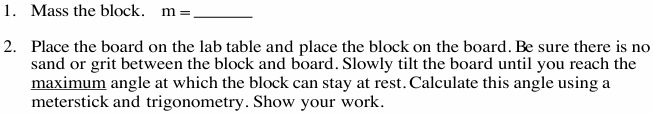 1. Mass the block. m = _______
2. Place the board on the lab table and place the block on the board. Be sure there is no
sand or grit between the block and board. Slowly tilt the board until you reach the
maximum angle at which the block can stay at rest. Calculate this angle using a
meterstick and trigonometry. Show your work.